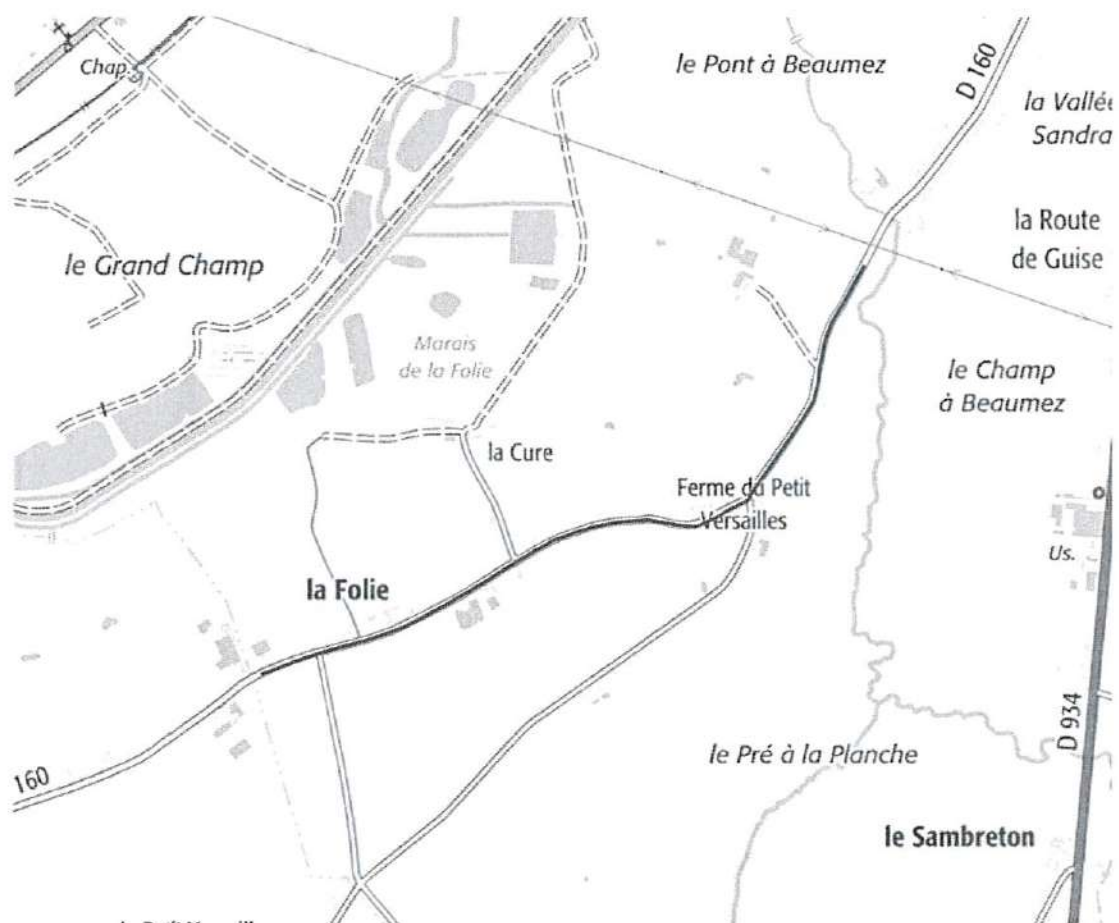 Chap.
le Pont à Beaumez
D 160
la Vallée
Sandra
la Route
de Guise
le Grand Champ
Marais
de la Folie
le Champ
à Beaumez
la Cure
Ferme du Petit
Versailles
Us.
la Folie
D 934
le Pré à la Planche
160
le Sambreton